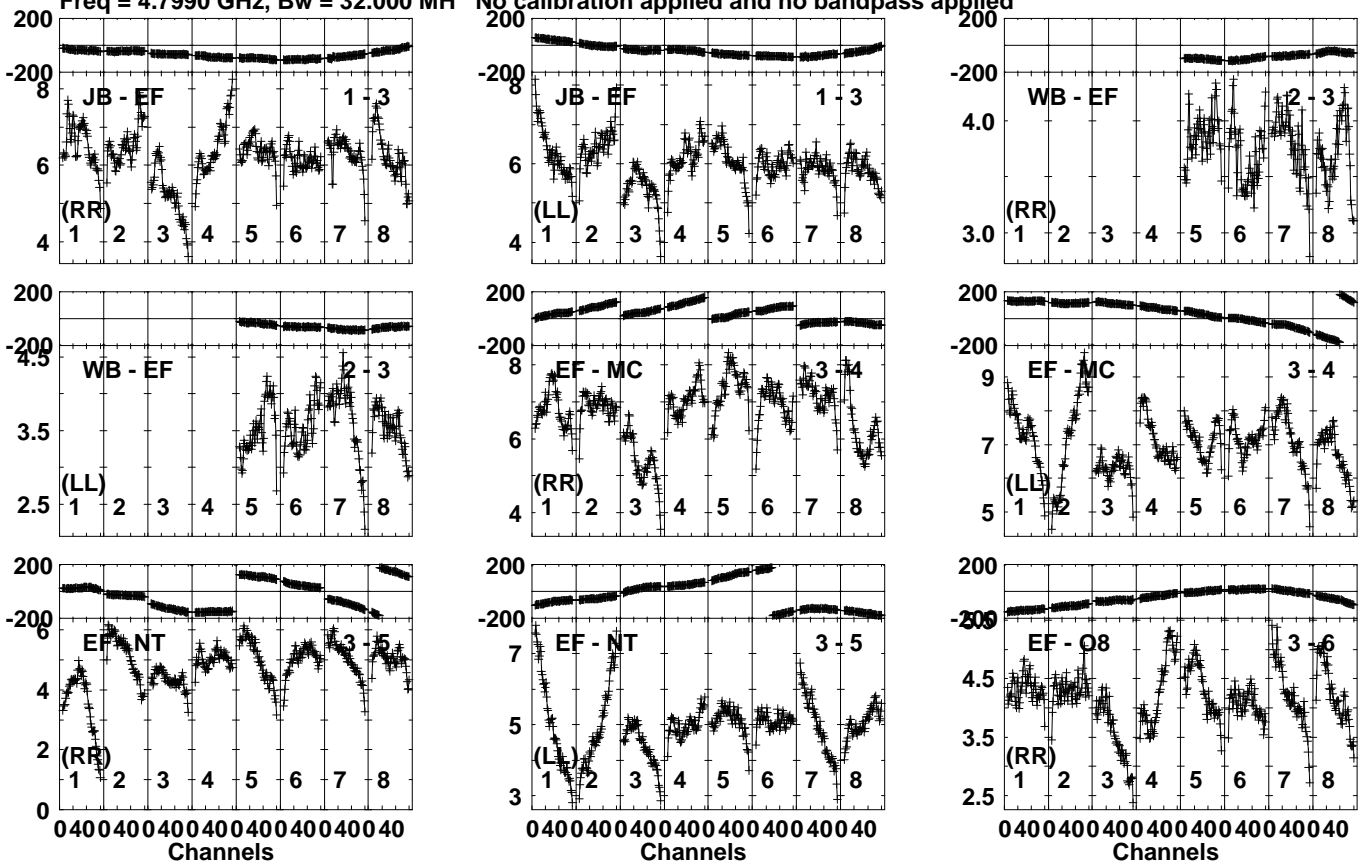 Freq = 4.7990 GHz, Bw = 32.000 MH No calibration applied and no bandpass applied
200
-200
8
6
4
JB - EF
1 - 3
(RR)
1 2 3 4 5 6 7 8
200
-200
8
6
4
JB - EF
1 - 3
(LL)
1 2 3 4 5 6 7 8
200
-200
4.0
3.0
WB - EF
2 - 3
(RR)
1 2 3 4 5 6 7 8
200
-200
4.5
3.5
2.5
WB - EF
2 - 3
(LL)
1 2 3 4 5 6 7 8
200
-200
8
6
4
EF - MC
3 - 4
(RR)
1 2 3 4 5 6 7 8
200
-200
9
7
5
EF - MC
3 - 4
(LL)
1 2 3 4 5 6 7 8
200
-200
6
4
2
0
EF - NT
3 - 5
(RR)
1 2 3 4 5 6 7 8
0 40 0 40 0 40 0 40 0 40 0 40 0 40 0 40
Channels
200
-200
7
5
3
EF - NT
3 - 5
(LL)
1 2 3 4 5 6 7 8
0 40 0 40 0 40 0 40 0 40 0 40 0 40 0 40
Channels
200
-200
5.5
4.5
3.5
2.5
EF - O8
3 - 6
(RR)
1 2 3 4 5 6 7 8
0 40 0 40 0 40 0 40 0 40 0 40 0 40 0 40
Channels